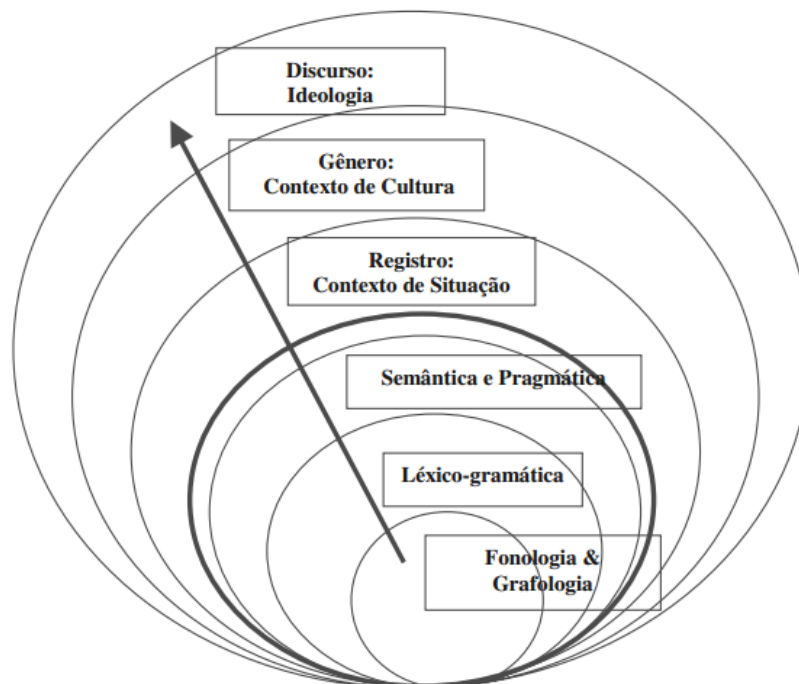 Discurso:
Ideologia
Gênero:
Contexto de Cultura
Registro:
Contexto de Situação
Semântica e Pragmática
Léxico-gramática
Fonologia &
Grafologia